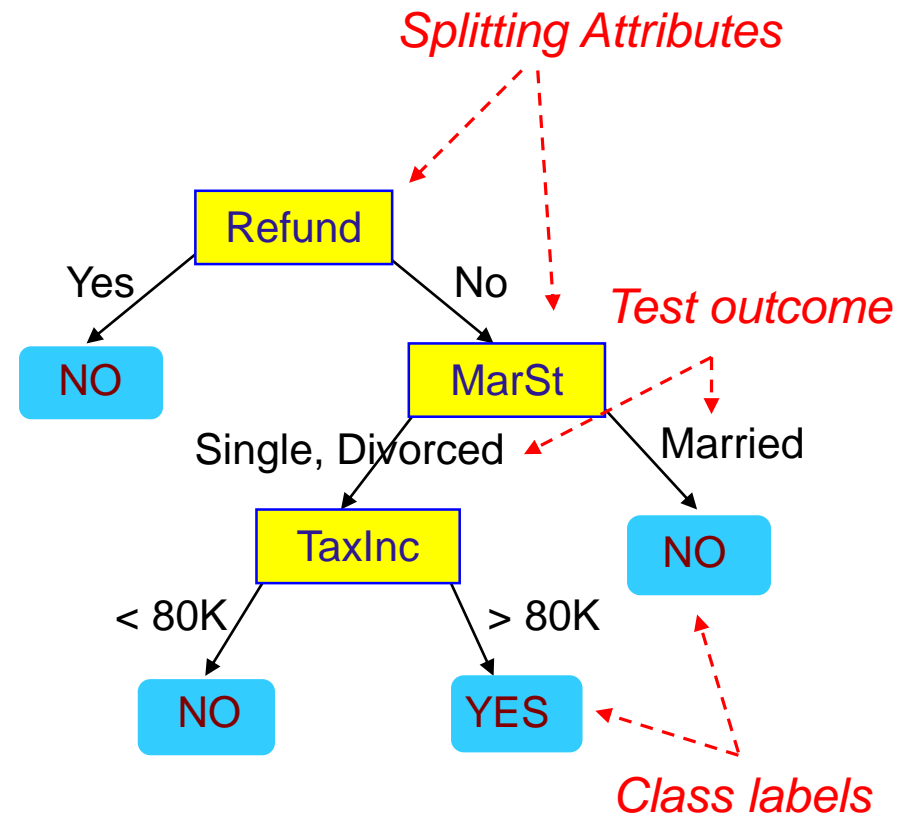 Splitting Attributes
Refund
Yes
No
Test outcome
NO
MarSt
Single, Divorced
Married
TaxInc
NO
< 80K
> 80K
NO
YES
Class labels